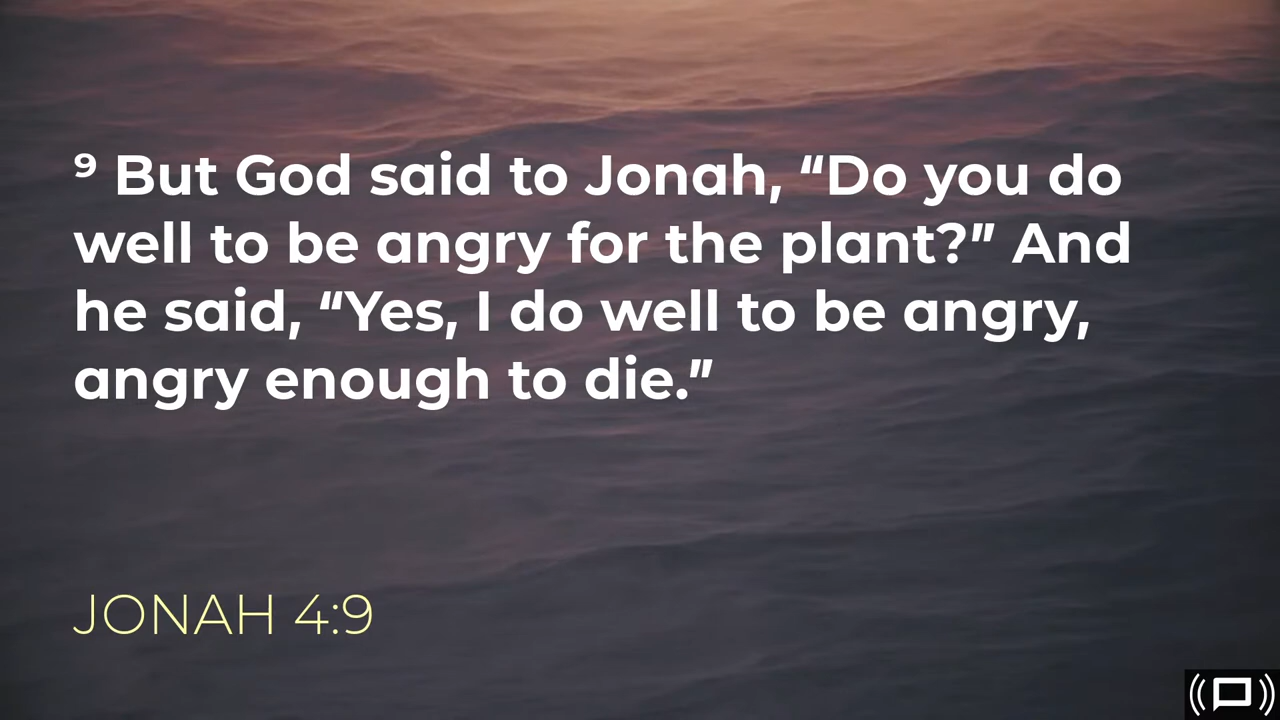 ⁹ But God said to Jonah, “Do you do
well to be angry for the plant?” And
he said, “Yes, I do well to be angry,
angry enough to die.”
JONAH 4:9